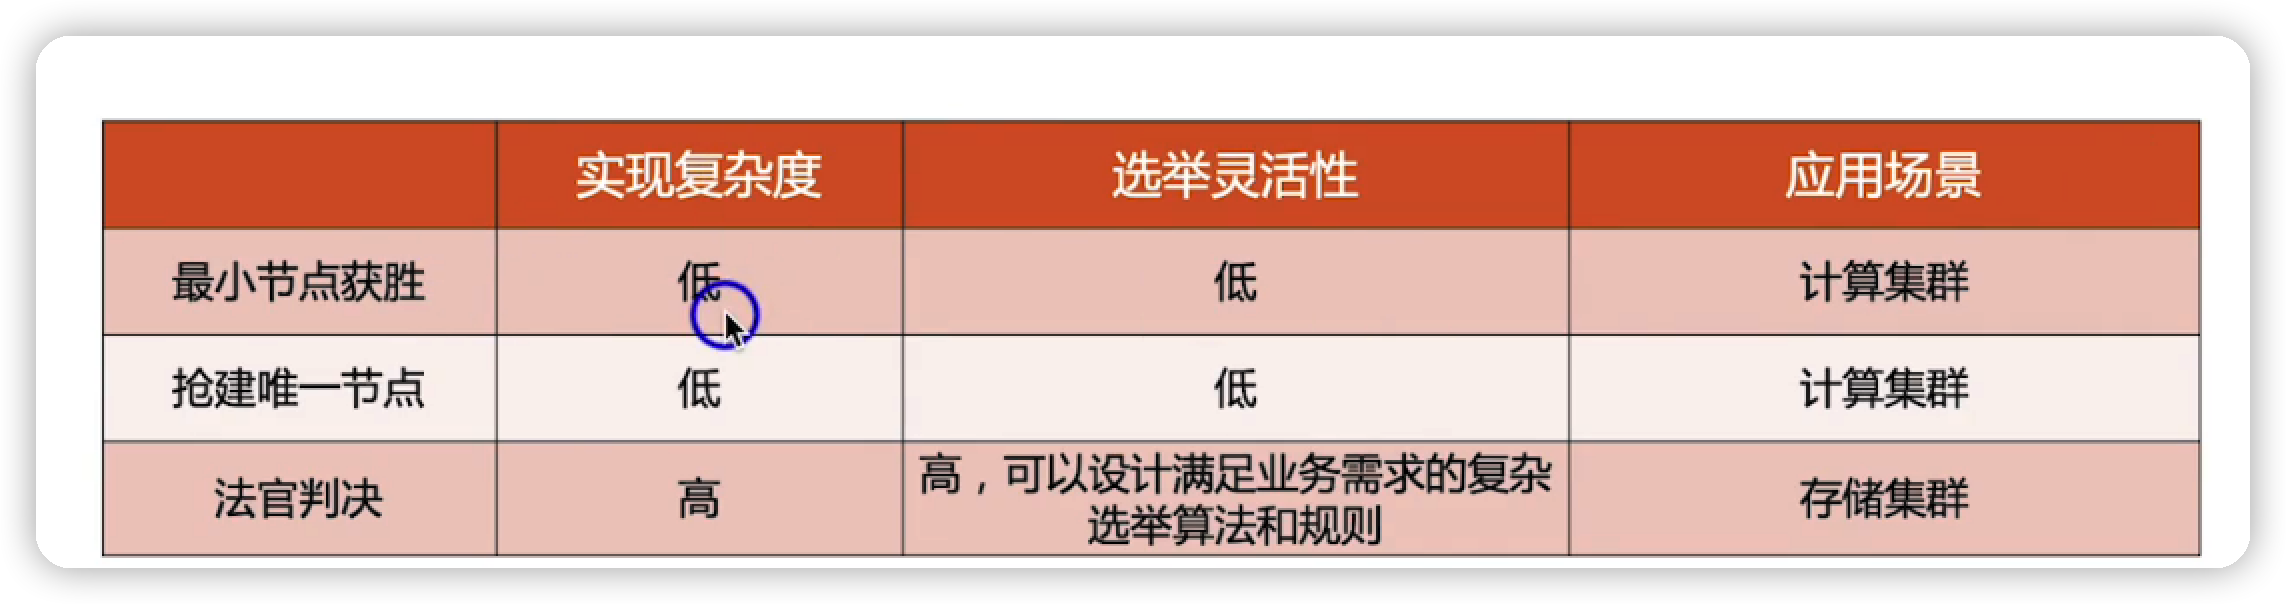 实现复杂度 选举灵活性 应用场景
最小节点获胜 低 低 计算集群
抢建唯一节点 低 低 计算集群
法官判决 高 高，可以设计满足业务需求的复杂
选举算法和规则 存储集群